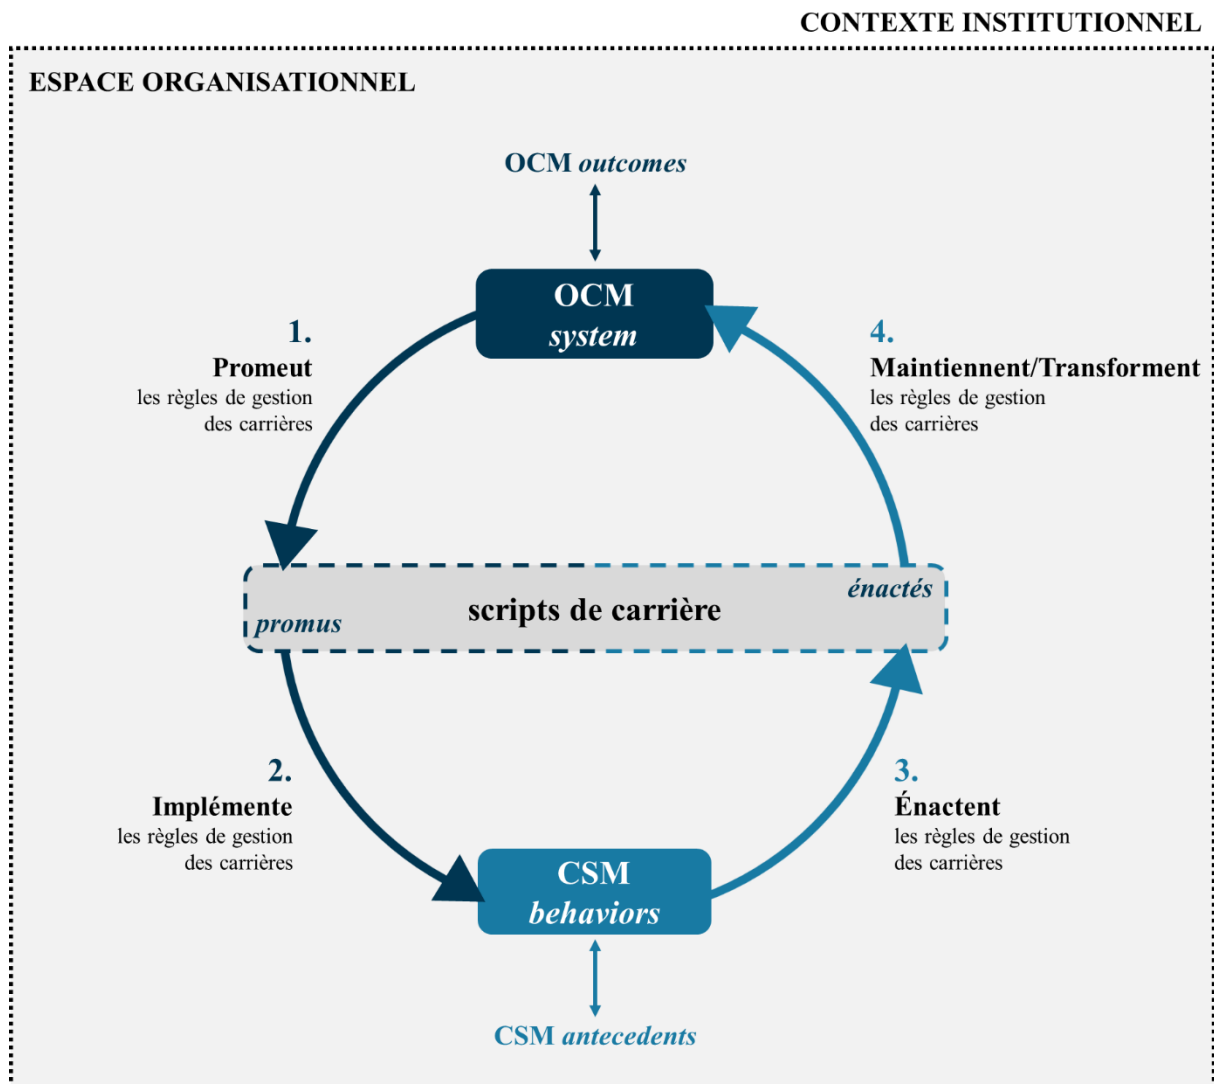 CONTEXTE INSTITUTIONNEL
ESPACE ORGANISATIONNEL
OCM outcomes
OCM
system
1.
Promeut
les règles de gestion
des carrières
4.
Maintiennent/Transforment
les règles de gestion
des carrières
promus
scripts de carrière
énactés
2.
Implémente
les règles de gestion
des carrières
3.
Énactent
les règles de gestion
des carrières
CSM
behaviors
CSM antecedents